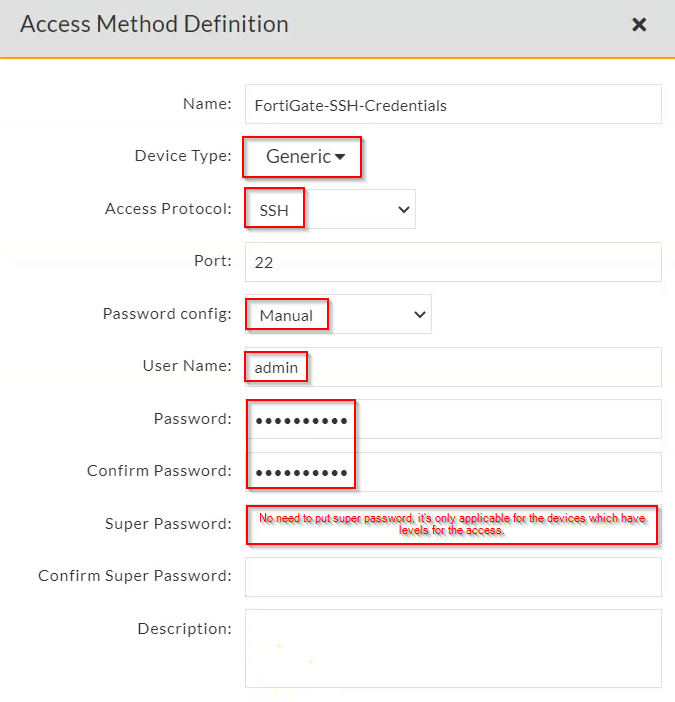 Access Method Definition ×
Name: FortiGate-SSH-Credentials
Device Type: Generic
Access Protocol: SSH
Port: 22
Password config: Manual
User Name: admin
Password: ••••••••••
Confirm Password: ••••••••••
Super Password: No need to put super password, it's only applicable for the devices which have
levels for the access.
Confirm Super Password:
Description: